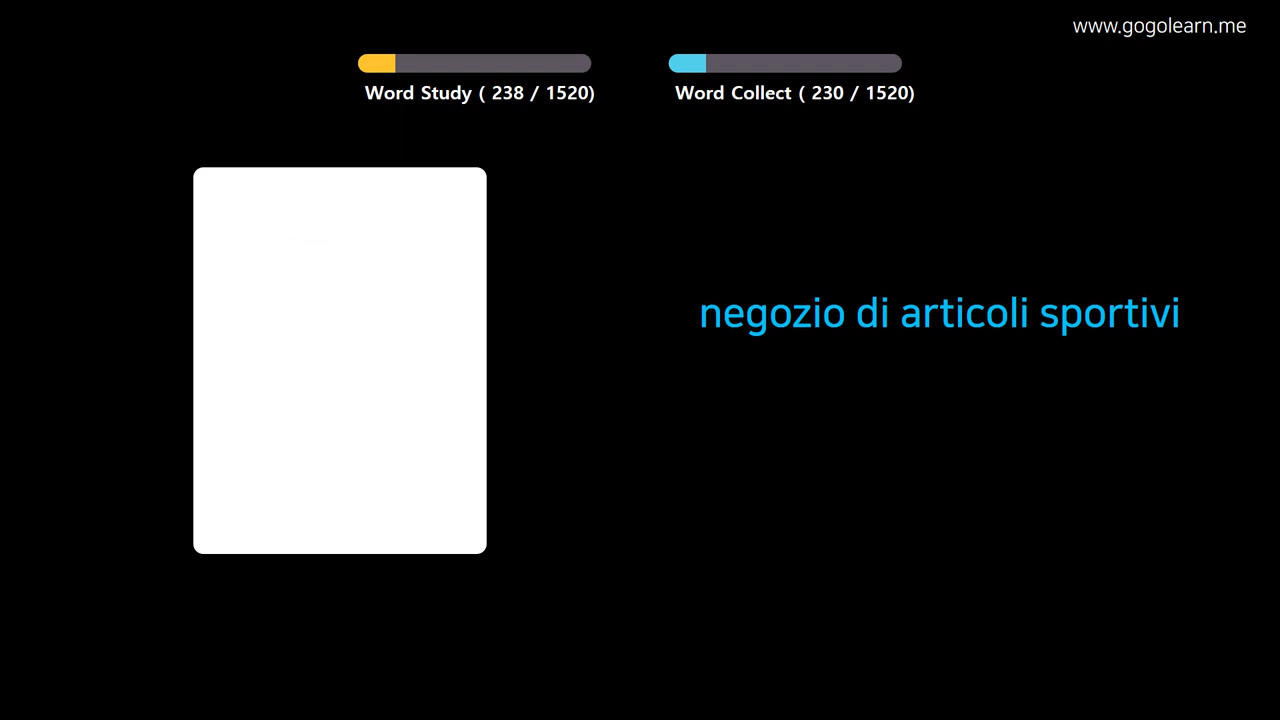 www.gogolearn.me
Word Study ( 238 / 1520)
Word Collect ( 230 / 1520)
negozio di articoli sportivi